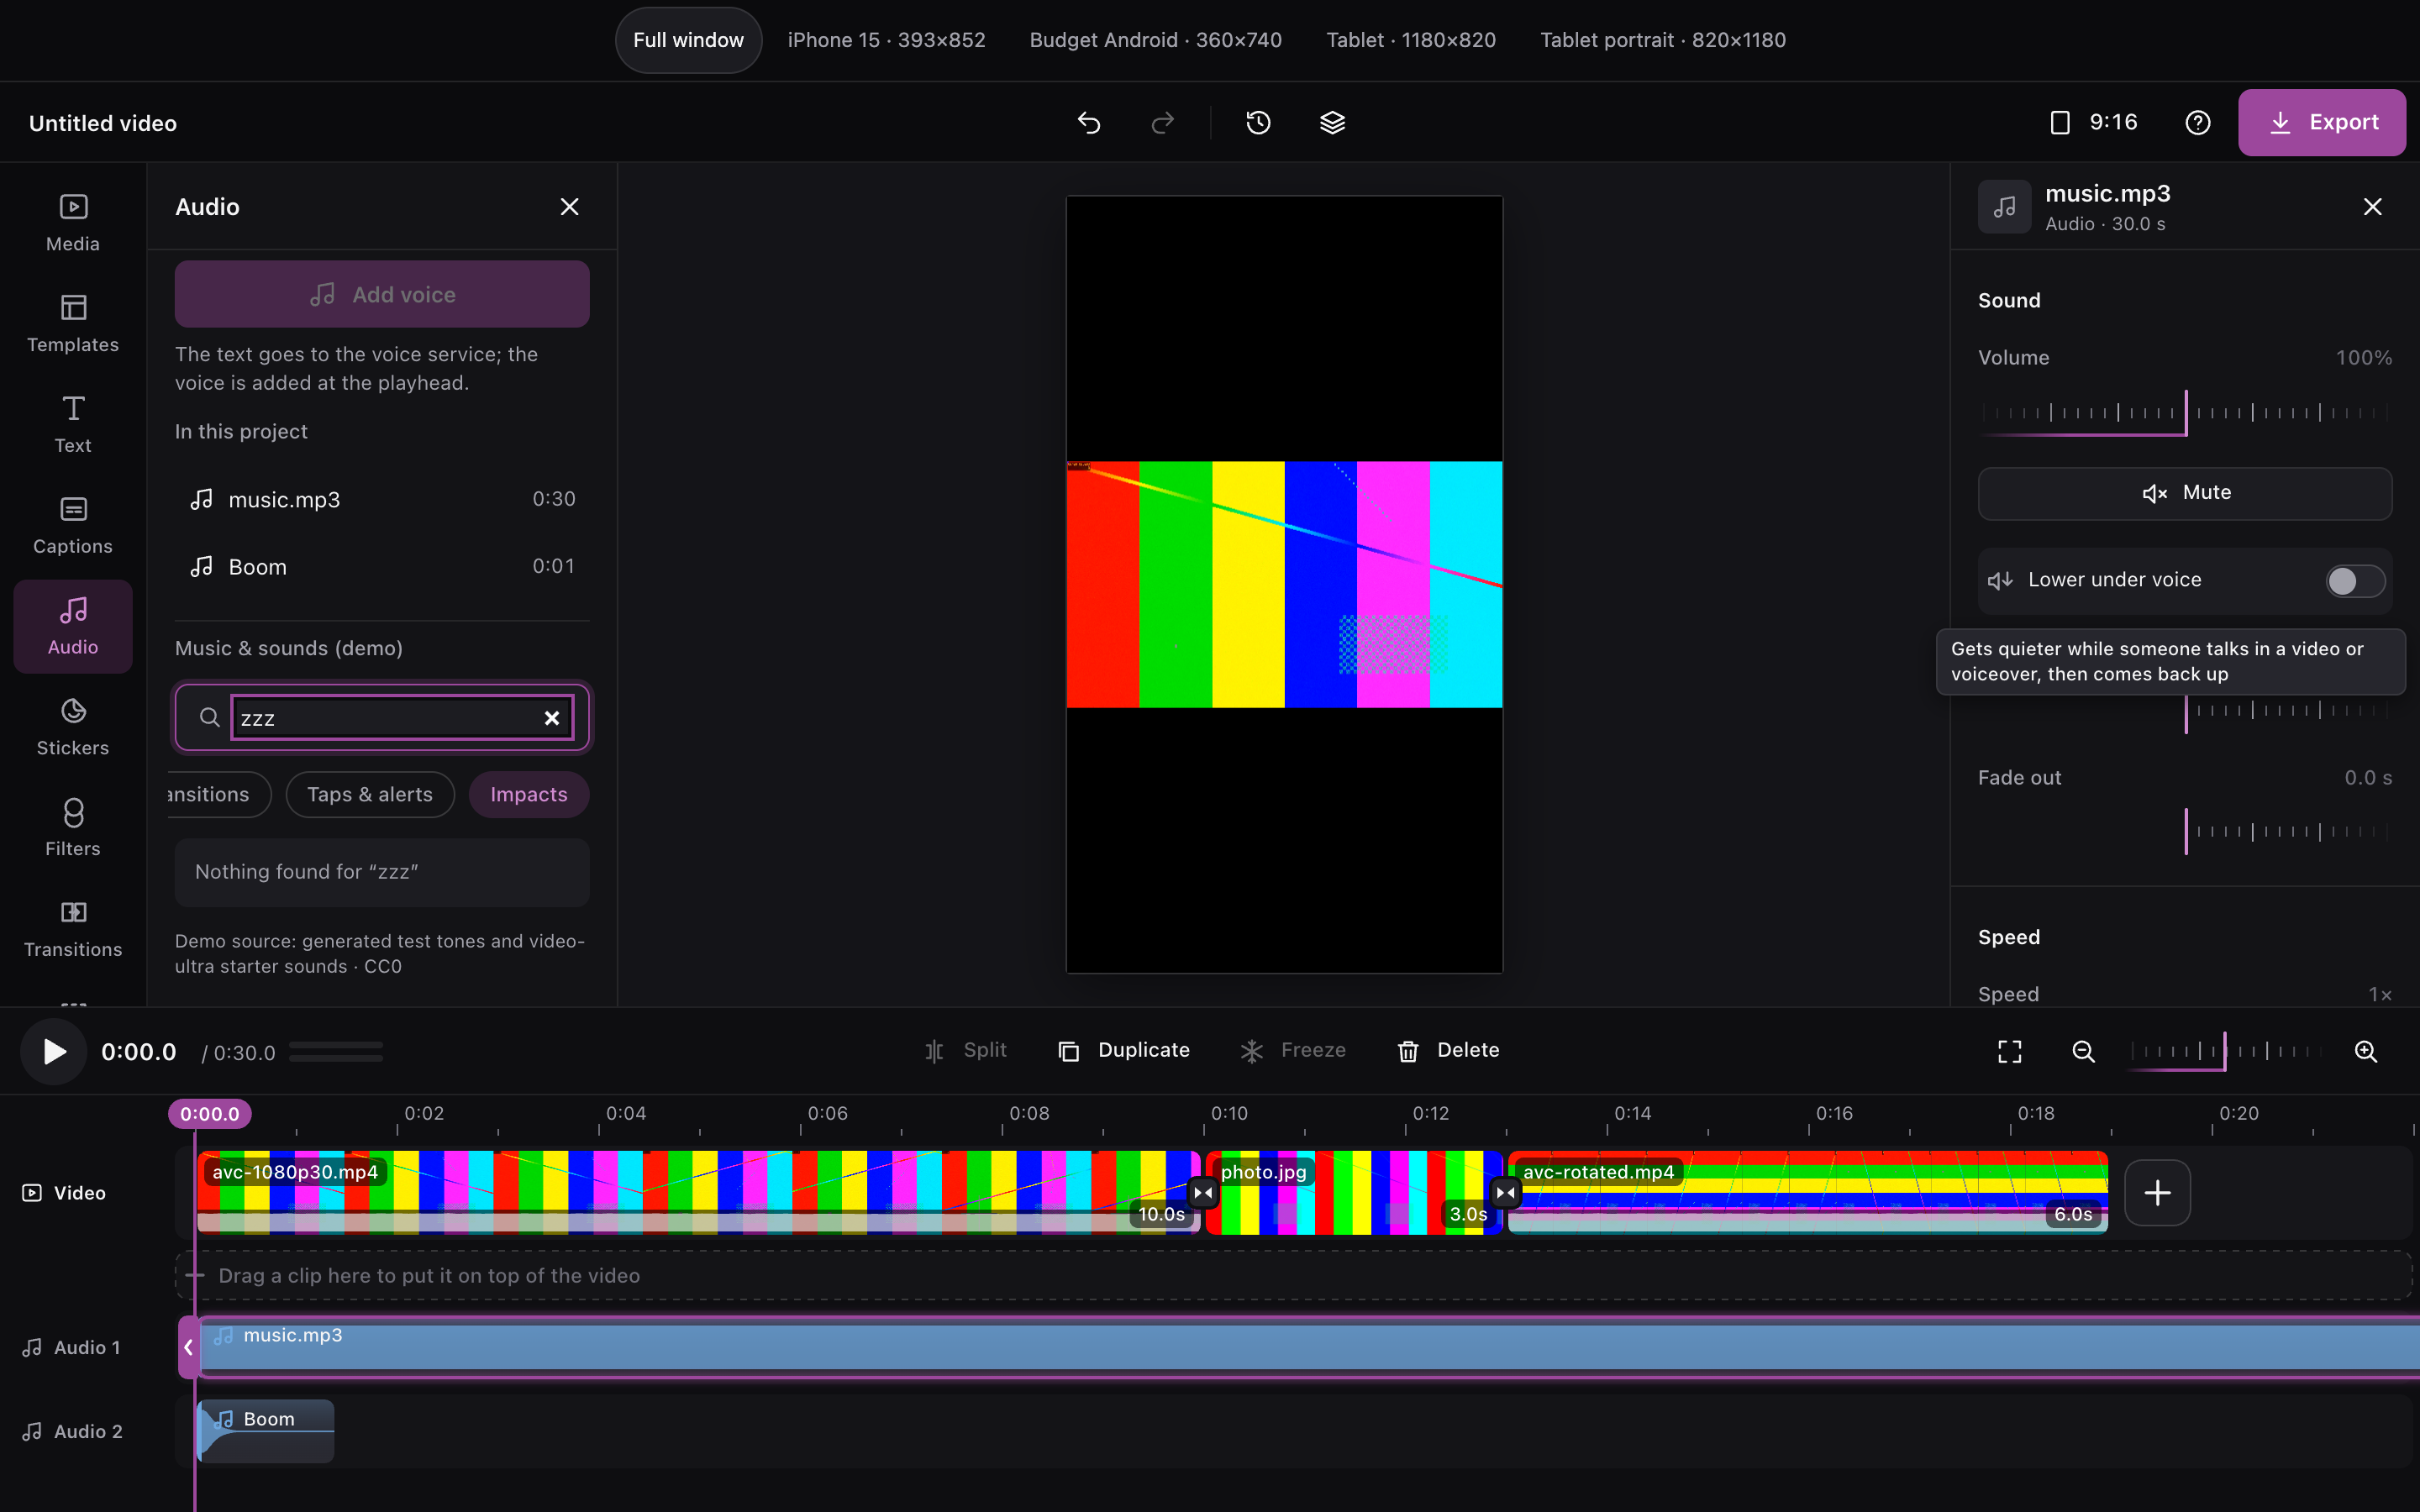 Full window
iPhone 15 · 393×852
Budget Android · 360×740
Tablet · 1180×820
Tablet portrait · 820×1180
Untitled video
9:16
Export
Media
Templates
Text
Captions
Audio
Stickers
Filters
Transitions
Audio
Add voice
The text goes to the voice service; the
voice is added at the playhead.
In this project
music.mp3 0:30
Boom 0:01
Music & sounds (demo)
zzz
ansitions
Taps & alerts
Impacts
Nothing found for “zzz”
Demo source: generated test tones and video-
ultra starter sounds · CC0
music.mp3
Audio · 30.0 s
Sound
Volume 100%
Mute
Lower under voice
Gets quieter while someone talks in a video or
voiceover, then comes back up
Fade out 0.0 s
Speed
Speed 1×
0:00.0 / 0:30.0
Split
Duplicate
Freeze
Delete
0:00.0 0:02 0:04 0:06 0:08 0:10 0:12 0:14 0:16 0:18 0:20
Video
avc-1080p30.mp4
10.0s
photo.jpg
3.0s
avc-rotated.mp4
6.0s
Drag a clip here to put it on top of the video
Audio 1
music.mp3
Audio 2
Boom